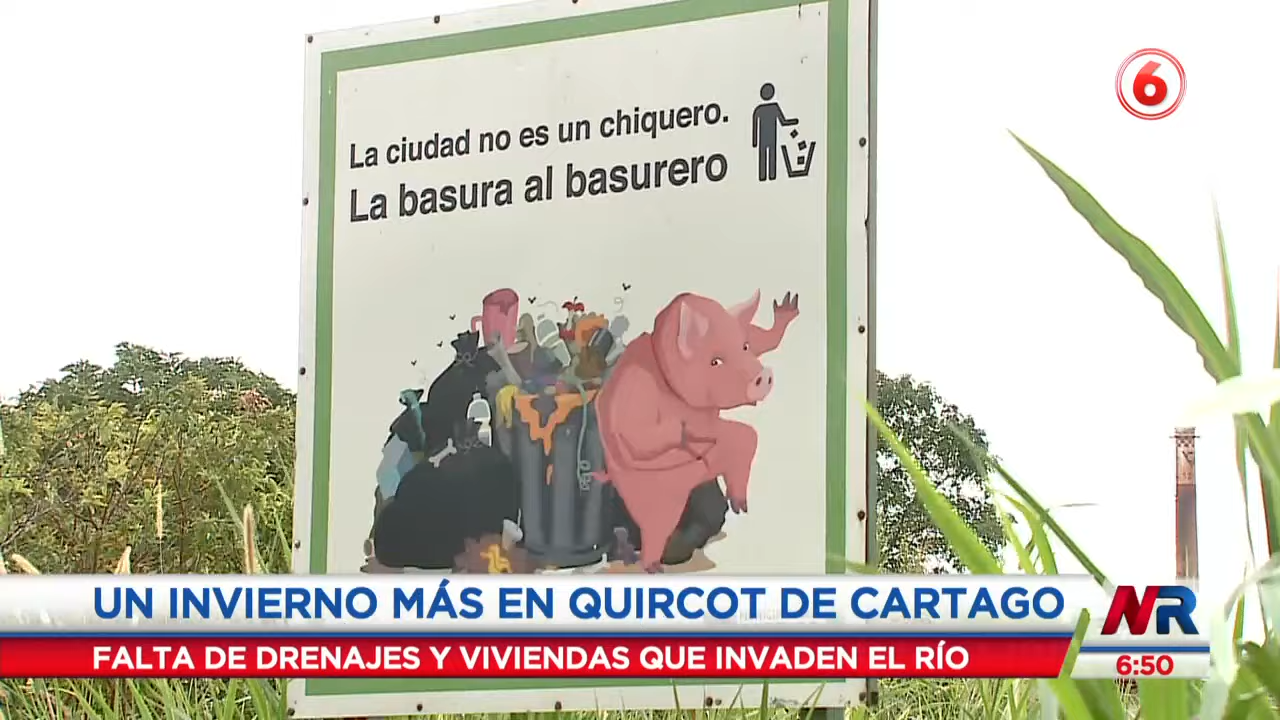 6
La ciudad no es un chiquero.
La basura al basurero
UN INVIERNO MÁS EN QUIRCOT DE CARTAGO
FALTA DE DRENAJES Y VIVIENDAS QUE INVADEN EL RÍO
NR
6:50